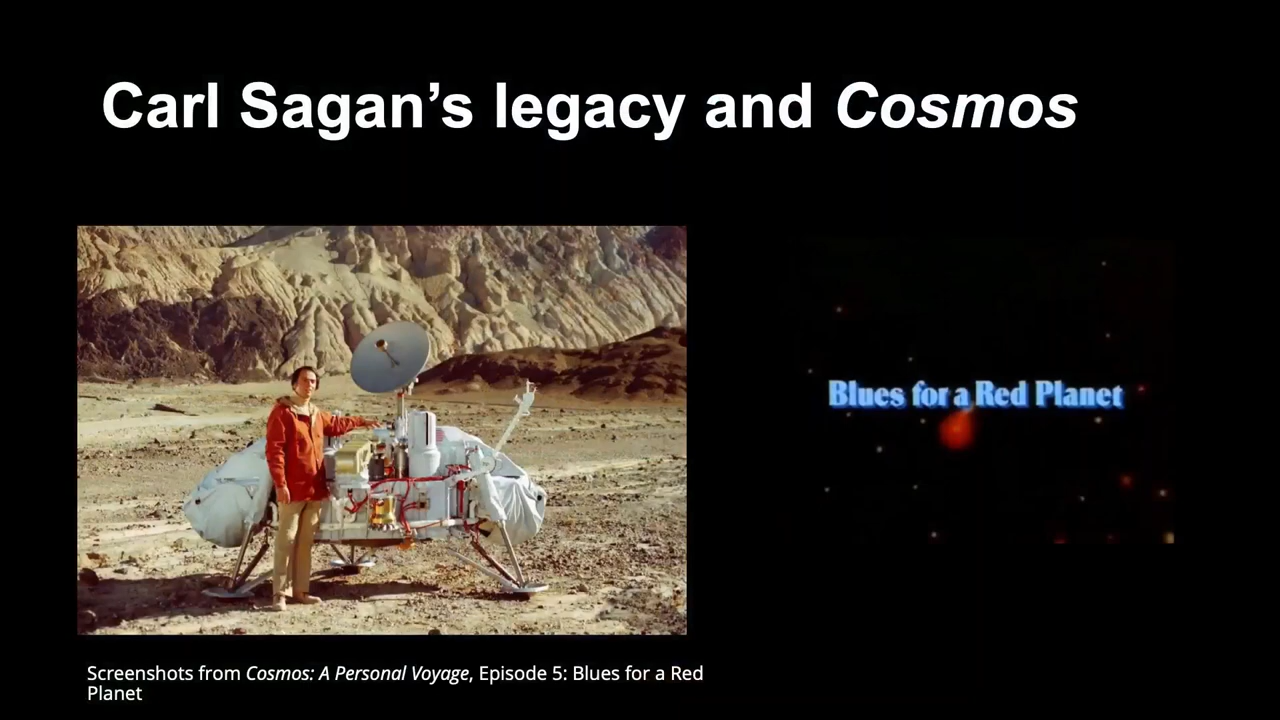 Carl Sagan’s legacy and Cosmos
Blues for a Red Planet
Screenshots from Cosmos: A Personal Voyage, Episode 5: Blues for a Red
Planet